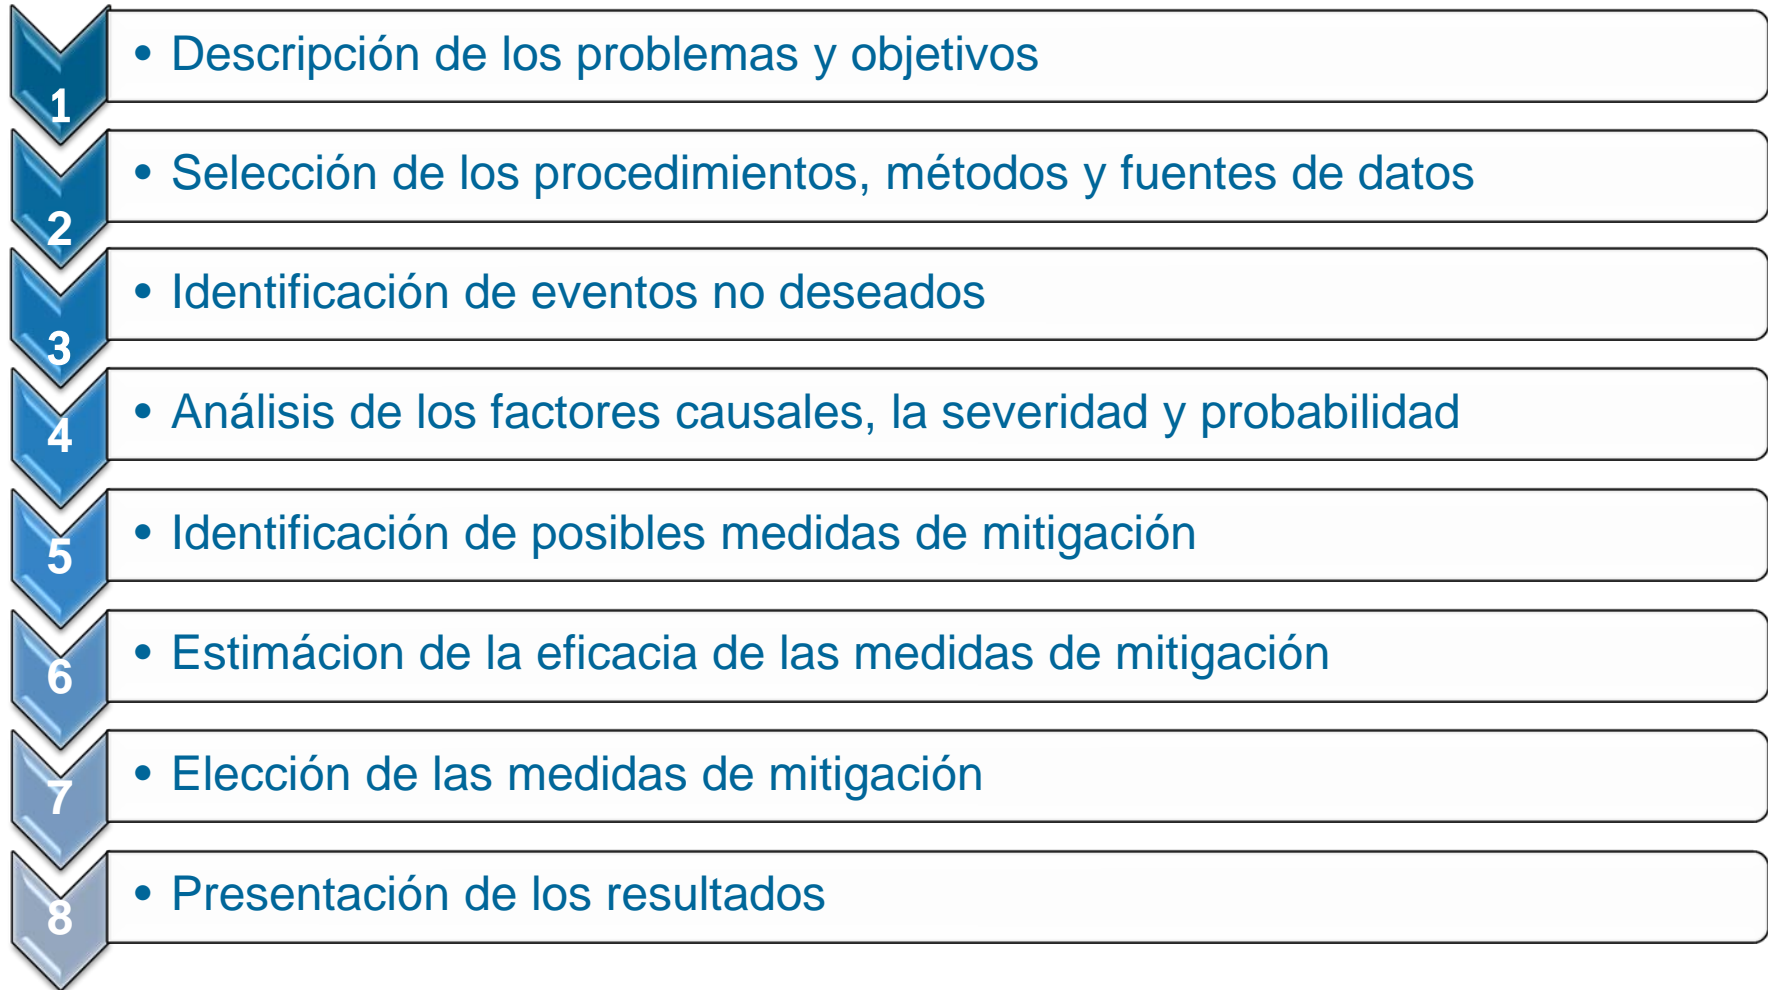 1 • Descripción de los problemas y objetivos
2 • Selección de los procedimientos, métodos y fuentes de datos
3 • Identificación de eventos no deseados
4 • Análisis de los factores causales, la severidad y probabilidad
5 • Identificación de posibles medidas de mitigación
6 • Estimácion de la eficacia de las medidas de mitigación
7 • Elección de las medidas de mitigación
8 • Presentación de los resultados